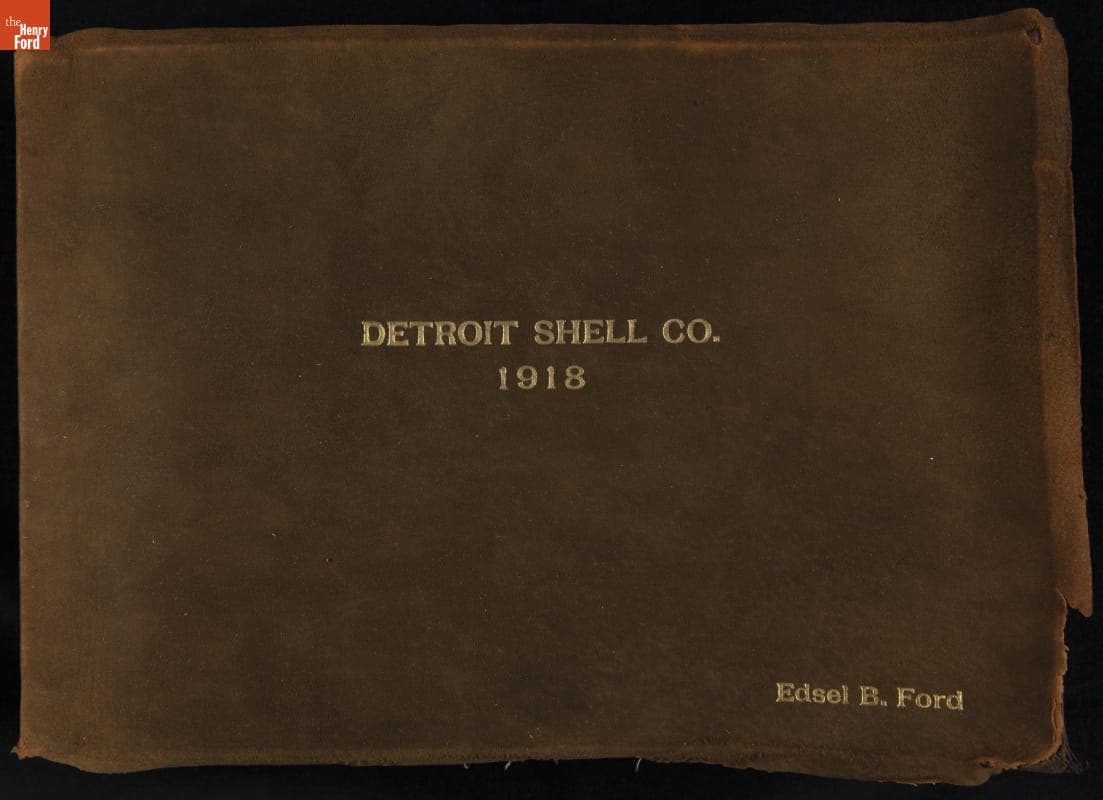 the
Henry
Ford
DETROIT SHELL CO.
1918
Edsel B. Ford